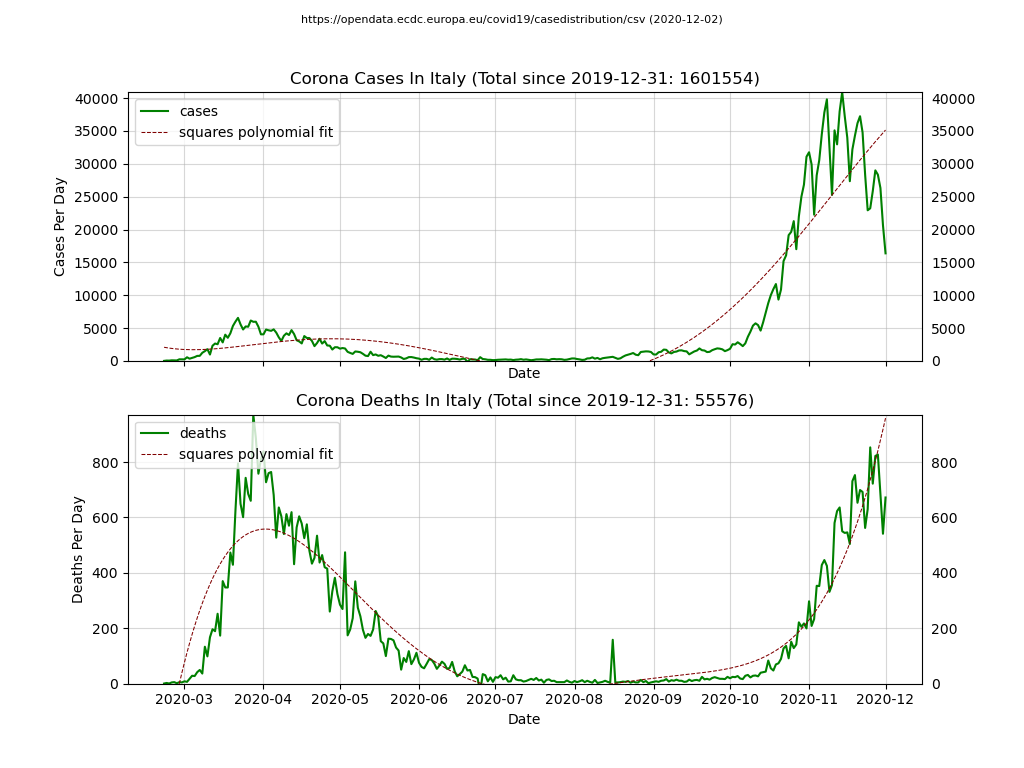 https://opendata.ecdc.europa.eu/covid19/casedistribution/csv (2020-12-02)
Corona Cases In Italy (Total since 2019-12-31: 1601554)
cases
squares polynomial fit
Cases Per Day
40000
35000
30000
25000
20000
15000
10000
5000
0
40000
35000
30000
25000
20000
15000
10000
5000
0
Date
Corona Deaths In Italy (Total since 2019-12-31: 55576)
deaths
squares polynomial fit
Deaths Per Day
800
600
400
200
0
800
600
400
200
0
2020-03 2020-04 2020-05 2020-06 2020-07 2020-08 2020-09 2020-10 2020-11 2020-12
Date